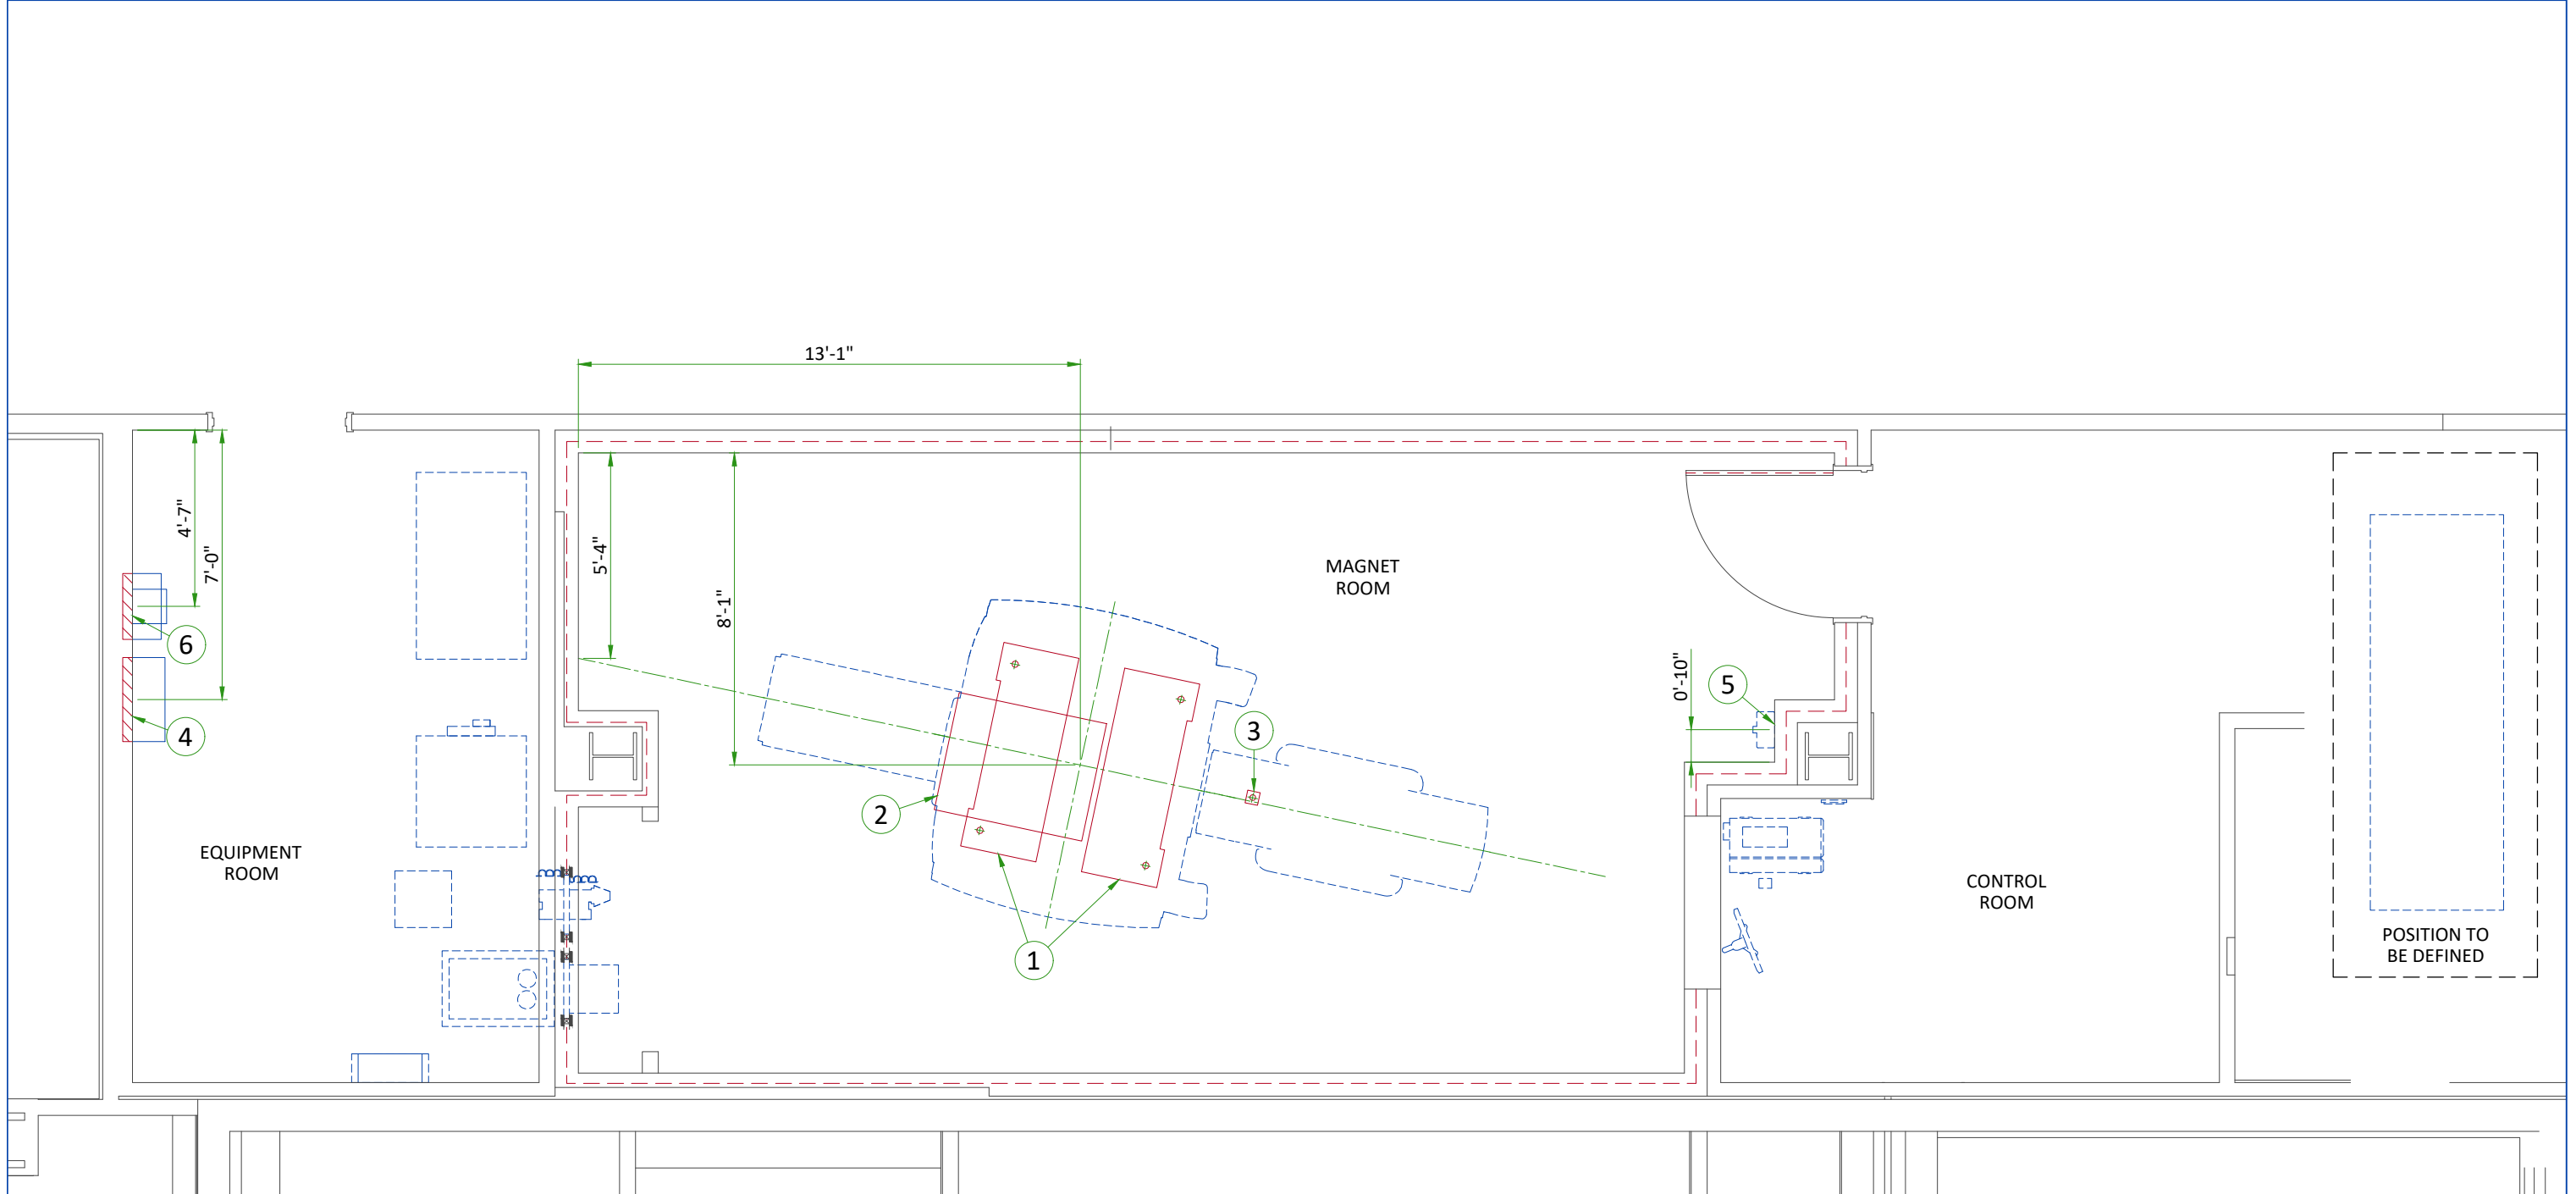 13'-1"
4'-7"
7'-0"
5'-4"
8'-1"
MAGNET
ROOM
6
4
0'-10"
5
3
2
EQUIPMENT
ROOM
CONTROL
ROOM
1
POSITION TO
BE DEFINED